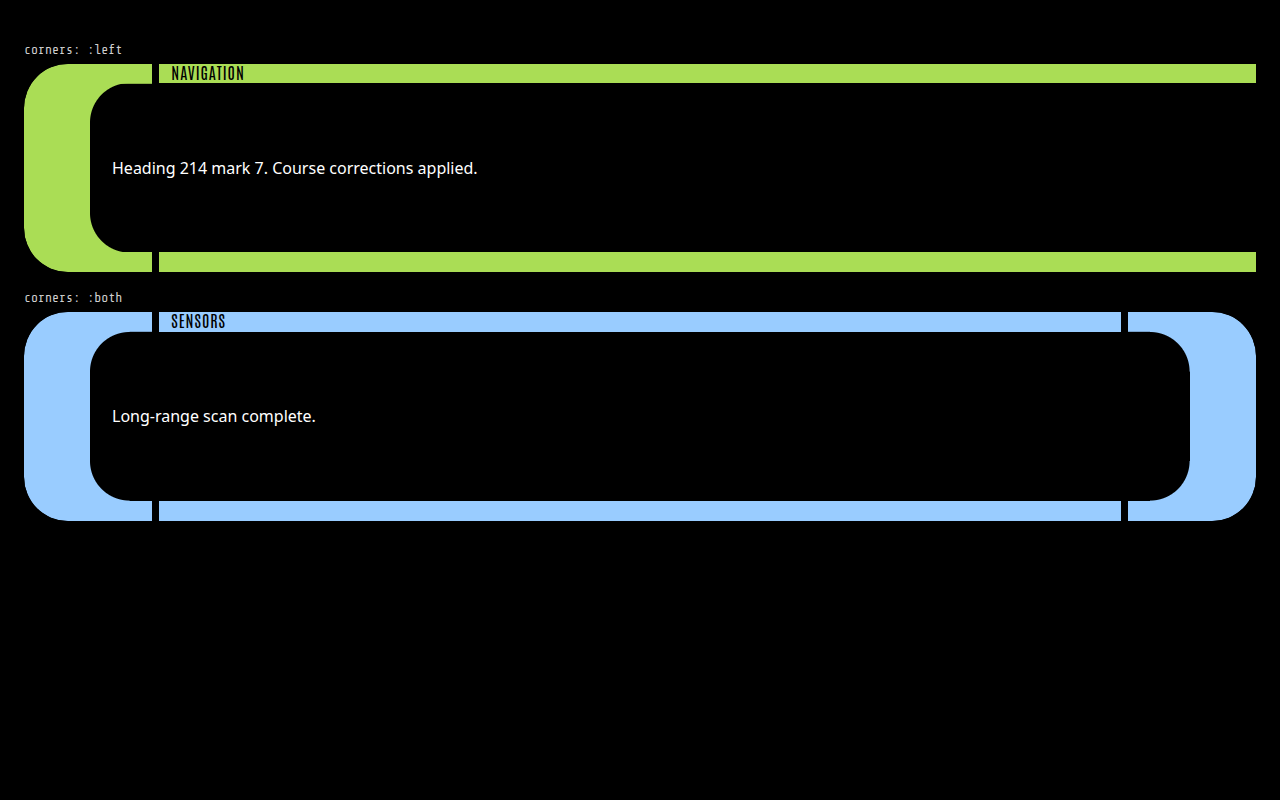 corners: :left
NAVIGATION
Heading 214 mark 7. Course corrections applied.
corners: :both
SENSORS
Long-range scan complete.